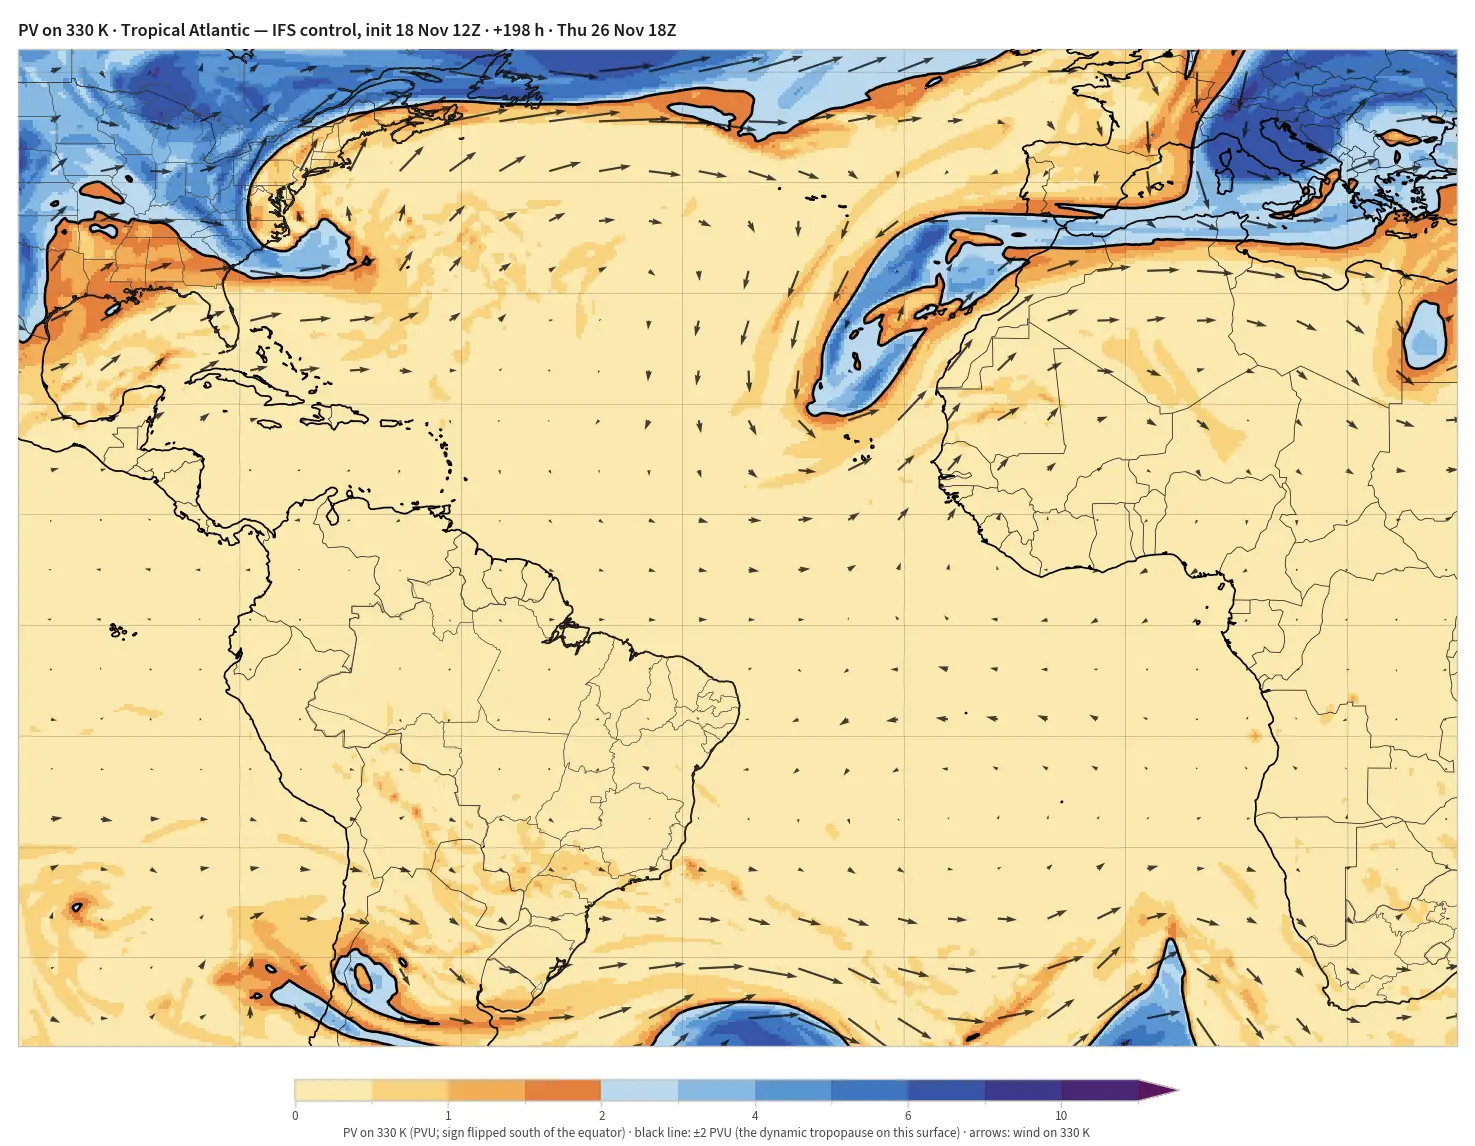 PV on 330 K · Tropical Atlantic — IFS control, init 18 Nov 12Z · +198 h · Thu 26 Nov 18Z
0 1 2 4 6 10
PV on 330 K (PVU; sign flipped south of the equator) · black line: ±2 PVU (the dynamic tropopause on this surface) · arrows: wind on 330 K